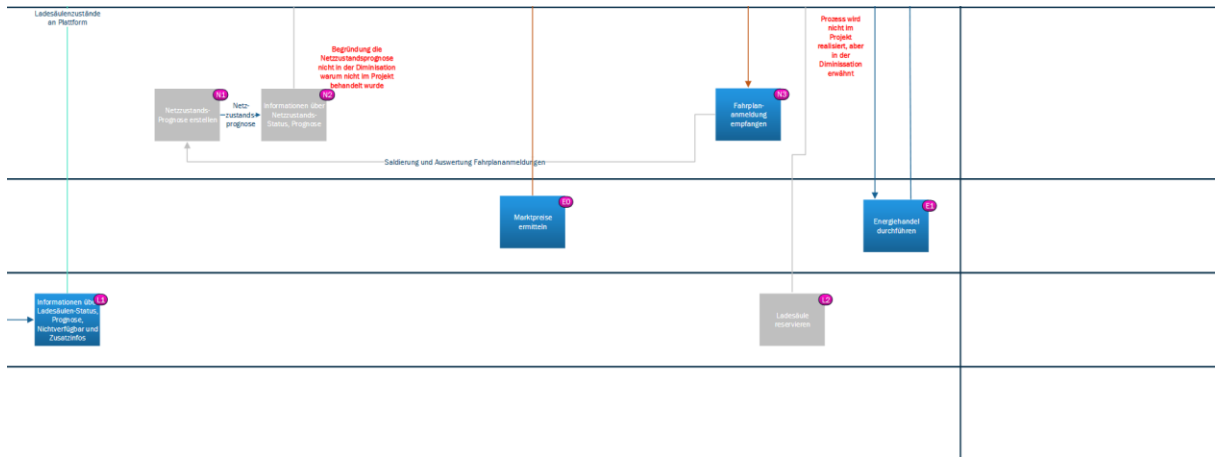 Ladesäulenzustände
an Plattform
Prozess wird
nicht im
Projekt
realisiert, aber
in der
Diminissation
erwähnt
Begründung die
Netzzustandsprognose
nicht in der Diminisation
warum nicht im Projekt
behandelt wurde
N1
Netzzustands-
Prognose erstellen
Netz-
zustands
prognose
N2
Informationen über
Netzzustands-
Status, Prognose
N3
Fahrplan-
anmeldung
empfangen
Saldierung und Auswertung Fahrplananmeldungen
E0
Marktpreise
ermitteln
E1
Energiehandel
durchführen
L1
Informationen über
Ladesäulen-Status,
Prognose,
Nichtverfügbar und
Zusatzinfos
L2
Ladesäule
reservieren